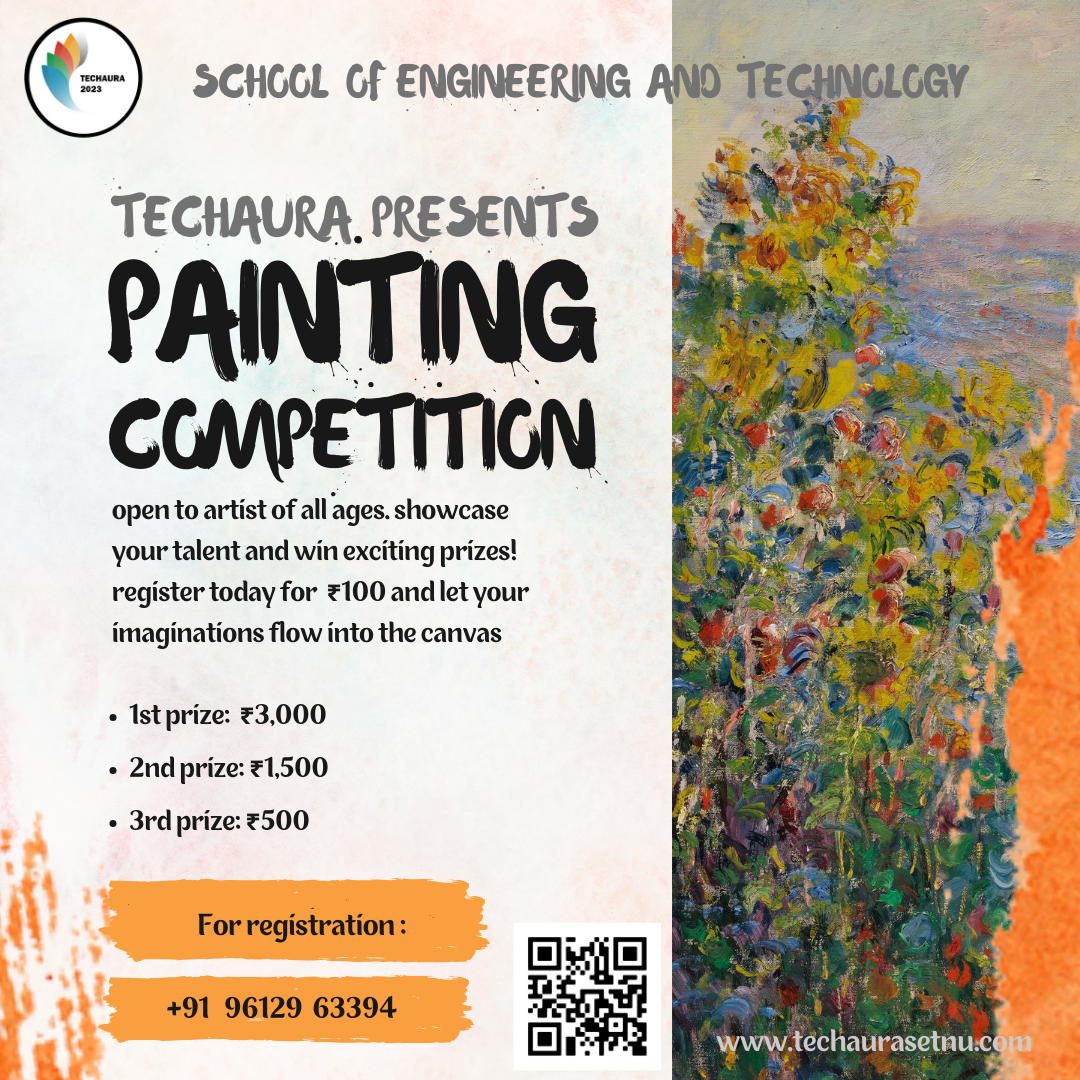 TECHAURA
2023
SCHOOL Of ENGINEERING AND TECHNOLOGY
TECHAURA PRESENTS
PAINTING
COMPETITION
open to artist of all ages. showcase
your talent and win exciting prizes!
register today for ₹100 and let your
imaginations flow into the canvas
• 1st prize: ₹3,000
• 2nd prize: ₹1,500
• 3rd prize: ₹500
For registration :
+91 96129 63394
www.techaurasetnu.com